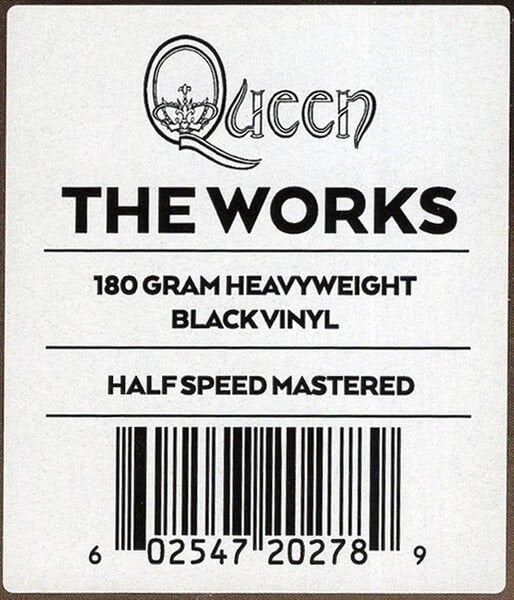 Queen
THE WORKS
180 GRAM HEAVYWEIGHT
BLACK VINYL
HALF SPEED MASTERED
6 02547 20278 9